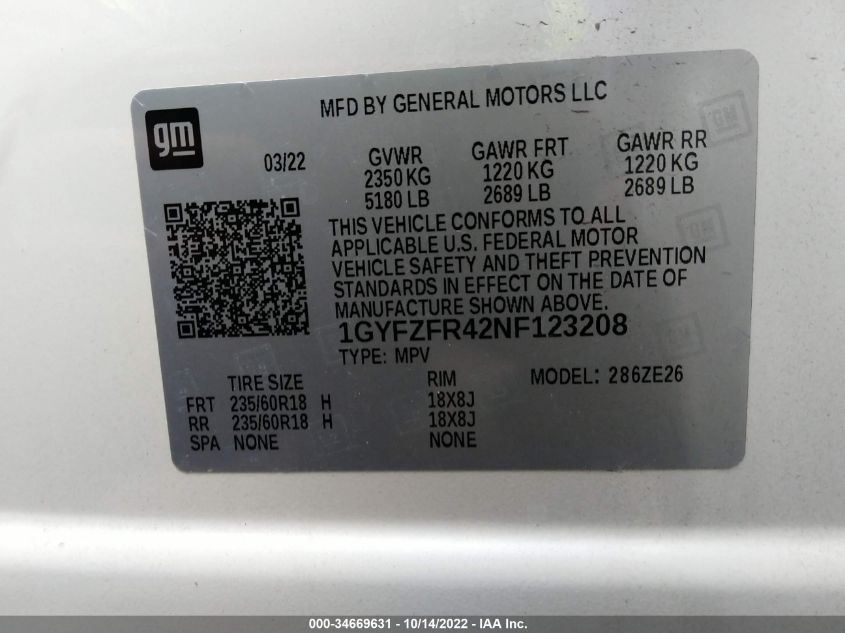 MFD BY GENERAL MOTORS LLC
gm
03/22 GVWR GAWR FRT GAWR RR
2350 KG 1220 KG 1220 KG
5180 LB 2689 LB 2689 LB
THIS VEHICLE CONFORMS TO ALL
APPLICABLE U.S. FEDERAL MOTOR
VEHICLE SAFETY AND THEFT PREVENTION
STANDARDS IN EFFECT ON THE DATE OF
MANUFACTURE SHOWN ABOVE.
1GYFZFR42NF123208
TYPE: MPV
TIRE SIZE RIM MODEL: 286ZE26
FRT 235/60R18 H 18X8J
RR 235/60R18 H 18X8J
SPA NONE NONE
000-34669631 - 10/14/2022 - IAA Inc.